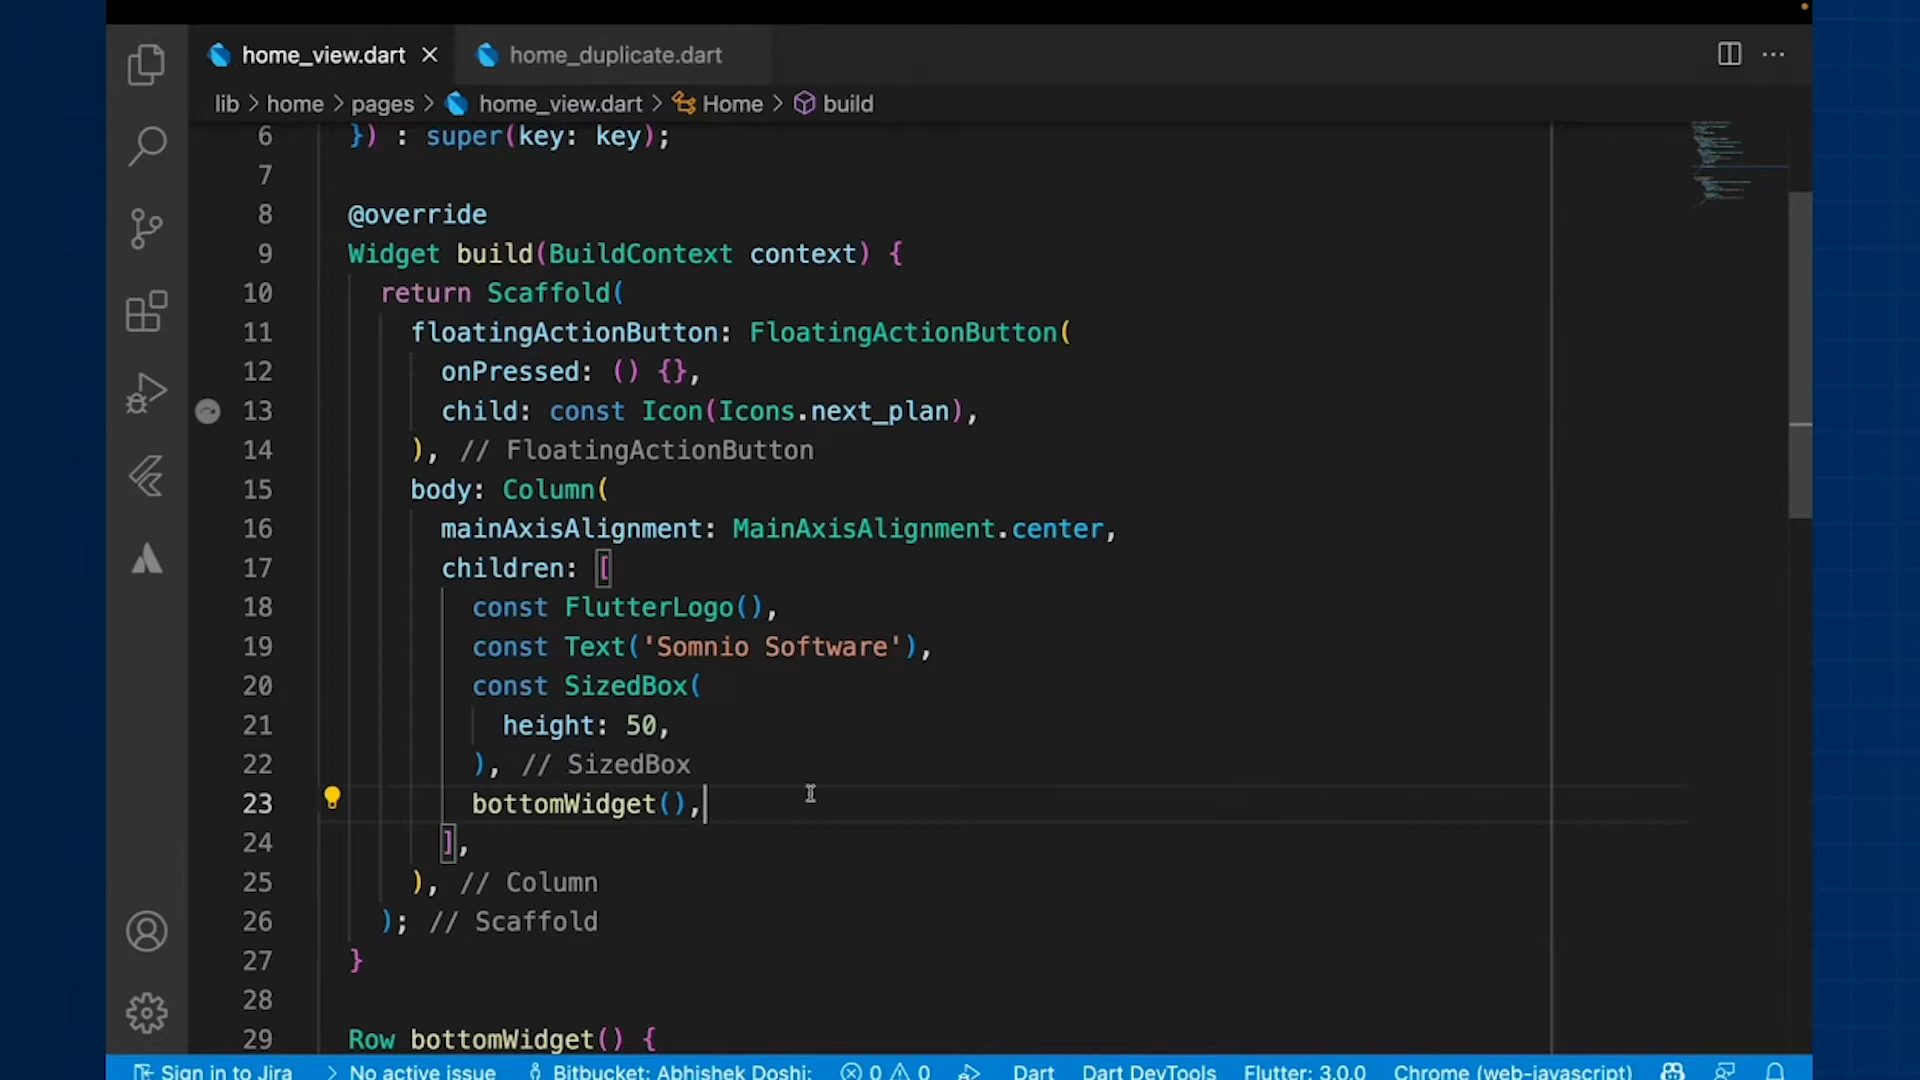 home_view.dart
home_duplicate.dart
lib > home > pages > home_view.dart > Home > build
6 }) : super(key: key);
7
8 @override
9 Widget build(BuildContext context) {
10 return Scaffold(
11 floatingActionButton: FloatingActionButton(
12 onPressed: () {},
13 child: const Icon(Icons.next_plan),
14 ), // FloatingActionButton
15 body: Column(
16 mainAxisAlignment: MainAxisAlignment.center,
17 children: [
18 const FlutterLogo(),
19 const Text('Somnio Software'),
20 const SizedBox(
21 height: 50,
22 ), // SizedBox
23 bottomWidget(),
24 ],
25 ), // Column
26 ); // Scaffold
27 }
28
29 Row bottomWidget() {
Sign in to Jira > No active issue Bitbucket: Abhishek Doshi: 0 0 Dart Dart DevTools Flutter: 3.0.0 Chrome (web-javascript)